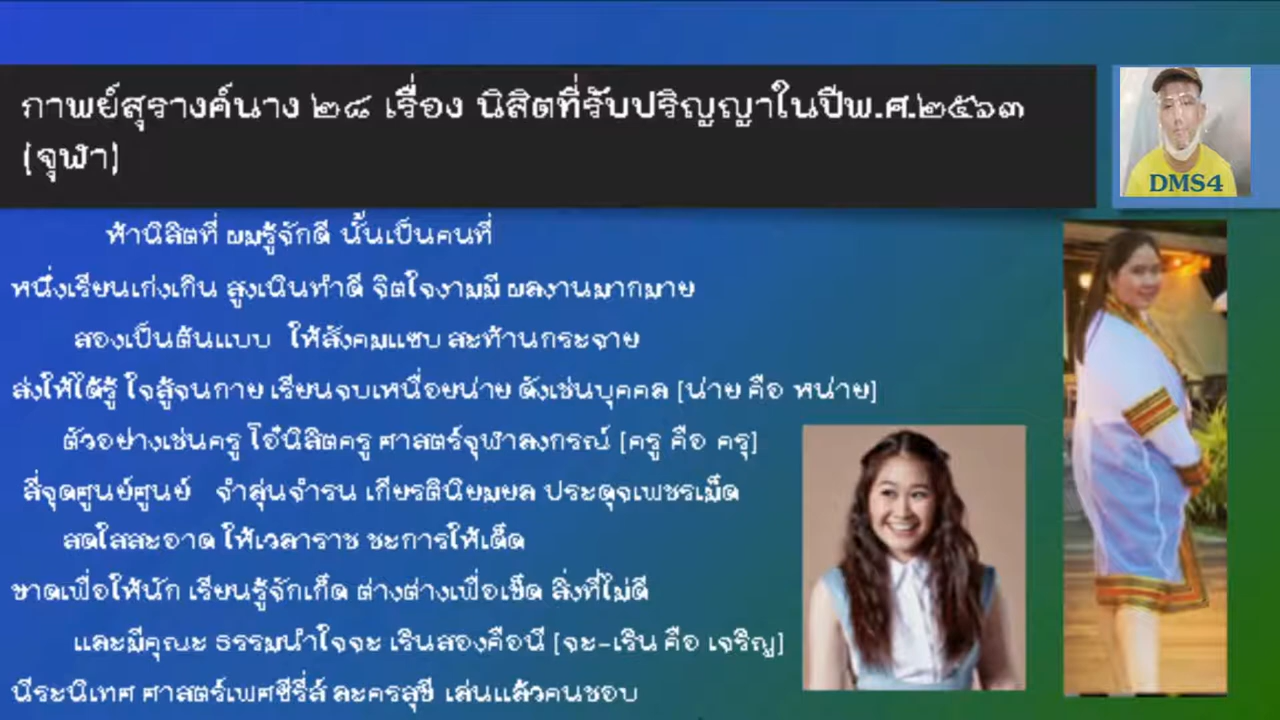 กาพย์สุรางค์นาง ๒๘ เรื่อง นิสิตที่รับปริญญาในปีพ.ศ.๒๕๖๓
(จุฬา)
DMS4
ห้านิสิตที่ ผมรู้จักดี นั้นเป็นคนที่
หนึ่งเรียนเก่งเกิน สูงเนินทำดี จิตใจงามมี ผลงานมากมาย
สองเป็นต้นแบบ ให้สังคมแซบ สะท้านกระจาย
ส่งให้ได้รู้ ใจสู้จนกาย เรียนจบเหนื่อยน่าย ดังเช่นบุคคล [น่าย คือ หน่าย]
ตัวอย่างเช่นครู โอ๋นิสิตครู ศาสตร์จุฬาลงกรณ์ [ครู คือ ครุ]
สี่จุดศูนย์ศูนย์ จำลุ่นจำรน เกียรตินิยมยล ประดุจเพชรเม็ด
สดใสสะอาด ให้เวลาราช ชะการให้เด็ด
ขาดเพื่อให้นัก เรียนรู้จักเก็ด ต่างต่างเพื่อเข็ด สิ่งที่ไม่ดี
และมีคุณะ ธรรมนำใจจะ เรินสองคือนี [จะ-เริน คือ เจริญ]
นีระนิเทศ ศาสตร์เพศซีรี่ส์ ละครสุขี เล่นแล้วคนชอบ